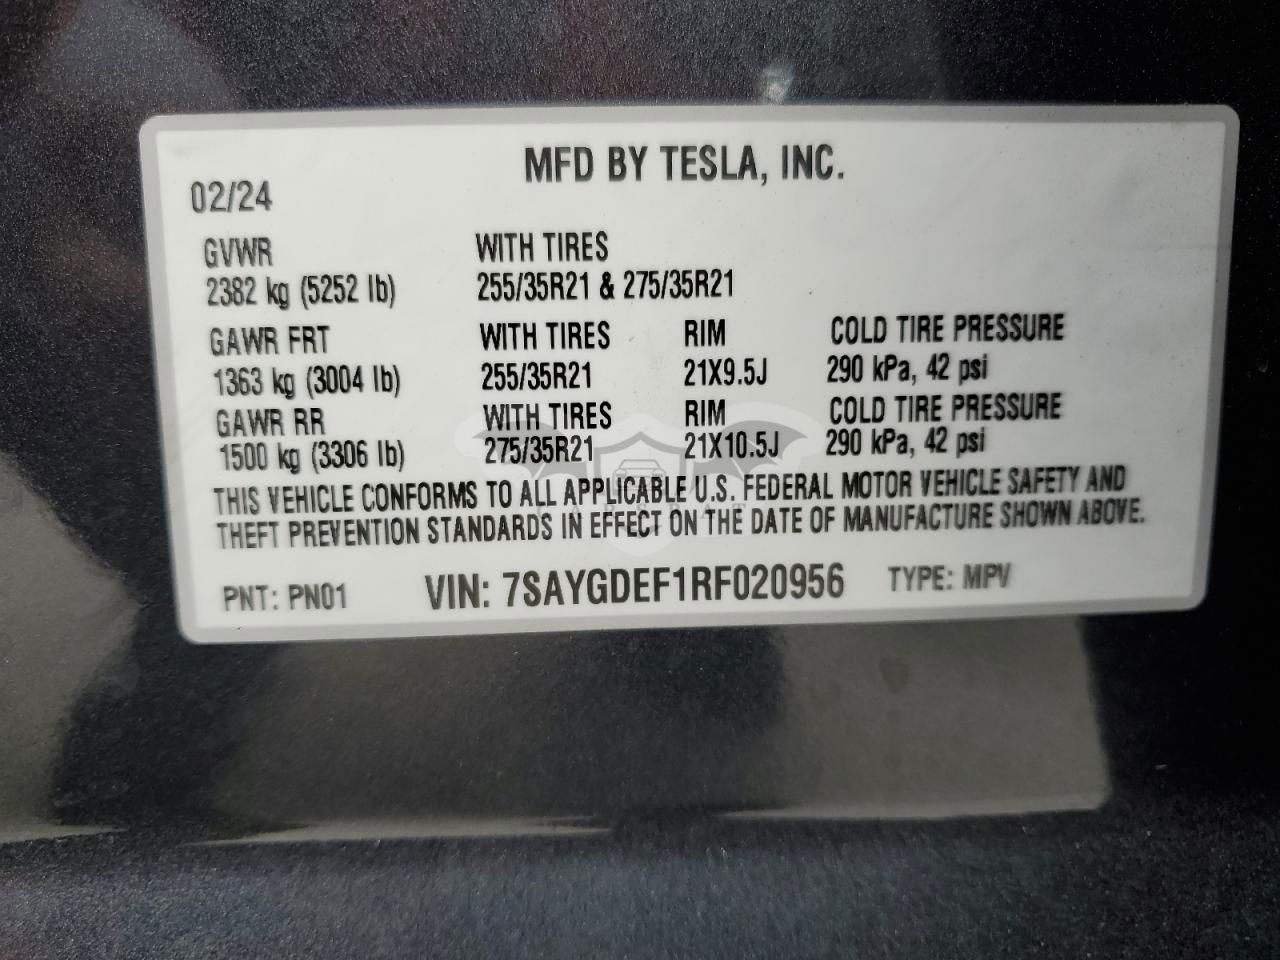 MFD BY TESLA, INC.
02/24
GVWR WITH TIRES
2382 kg (5252 lb) 255/35R21 & 275/35R21
GAWR FRT WITH TIRES RIM COLD TIRE PRESSURE
1363 kg (3004 lb) 255/35R21 21X9.5J 290 kPa, 42 psi
GAWR RR WITH TIRES RIM COLD TIRE PRESSURE
1500 kg (3306 lb) 275/35R21 21X10.5J 290 kPa, 42 psi
THIS VEHICLE CONFORMS TO ALL APPLICABLE U.S. FEDERAL MOTOR VEHICLE SAFETY AND
THEFT PREVENTION STANDARDS IN EFFECT ON THE DATE OF MANUFACTURE SHOWN ABOVE.
PNT: PN01 VIN: 7SAYGDEF1RF020956 TYPE: MPV